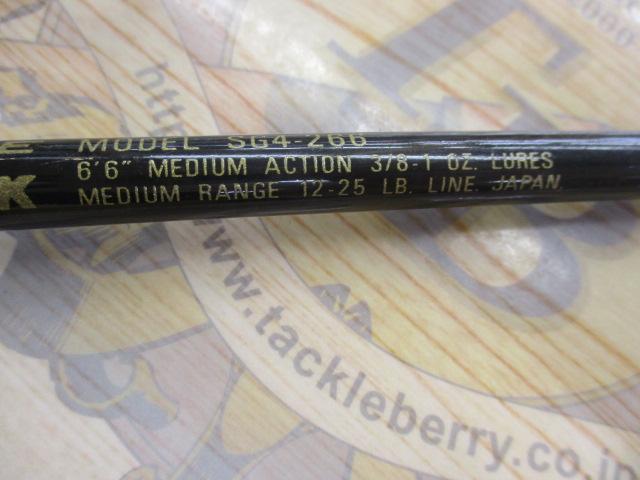 MODEL SG4-266
6'6" MEDIUM ACTION 3/8-1 OZ. LURES
K MEDIUM RANGE 12-25 LB. LINE. JAPAN.
http
www.tackleberry.co.jp